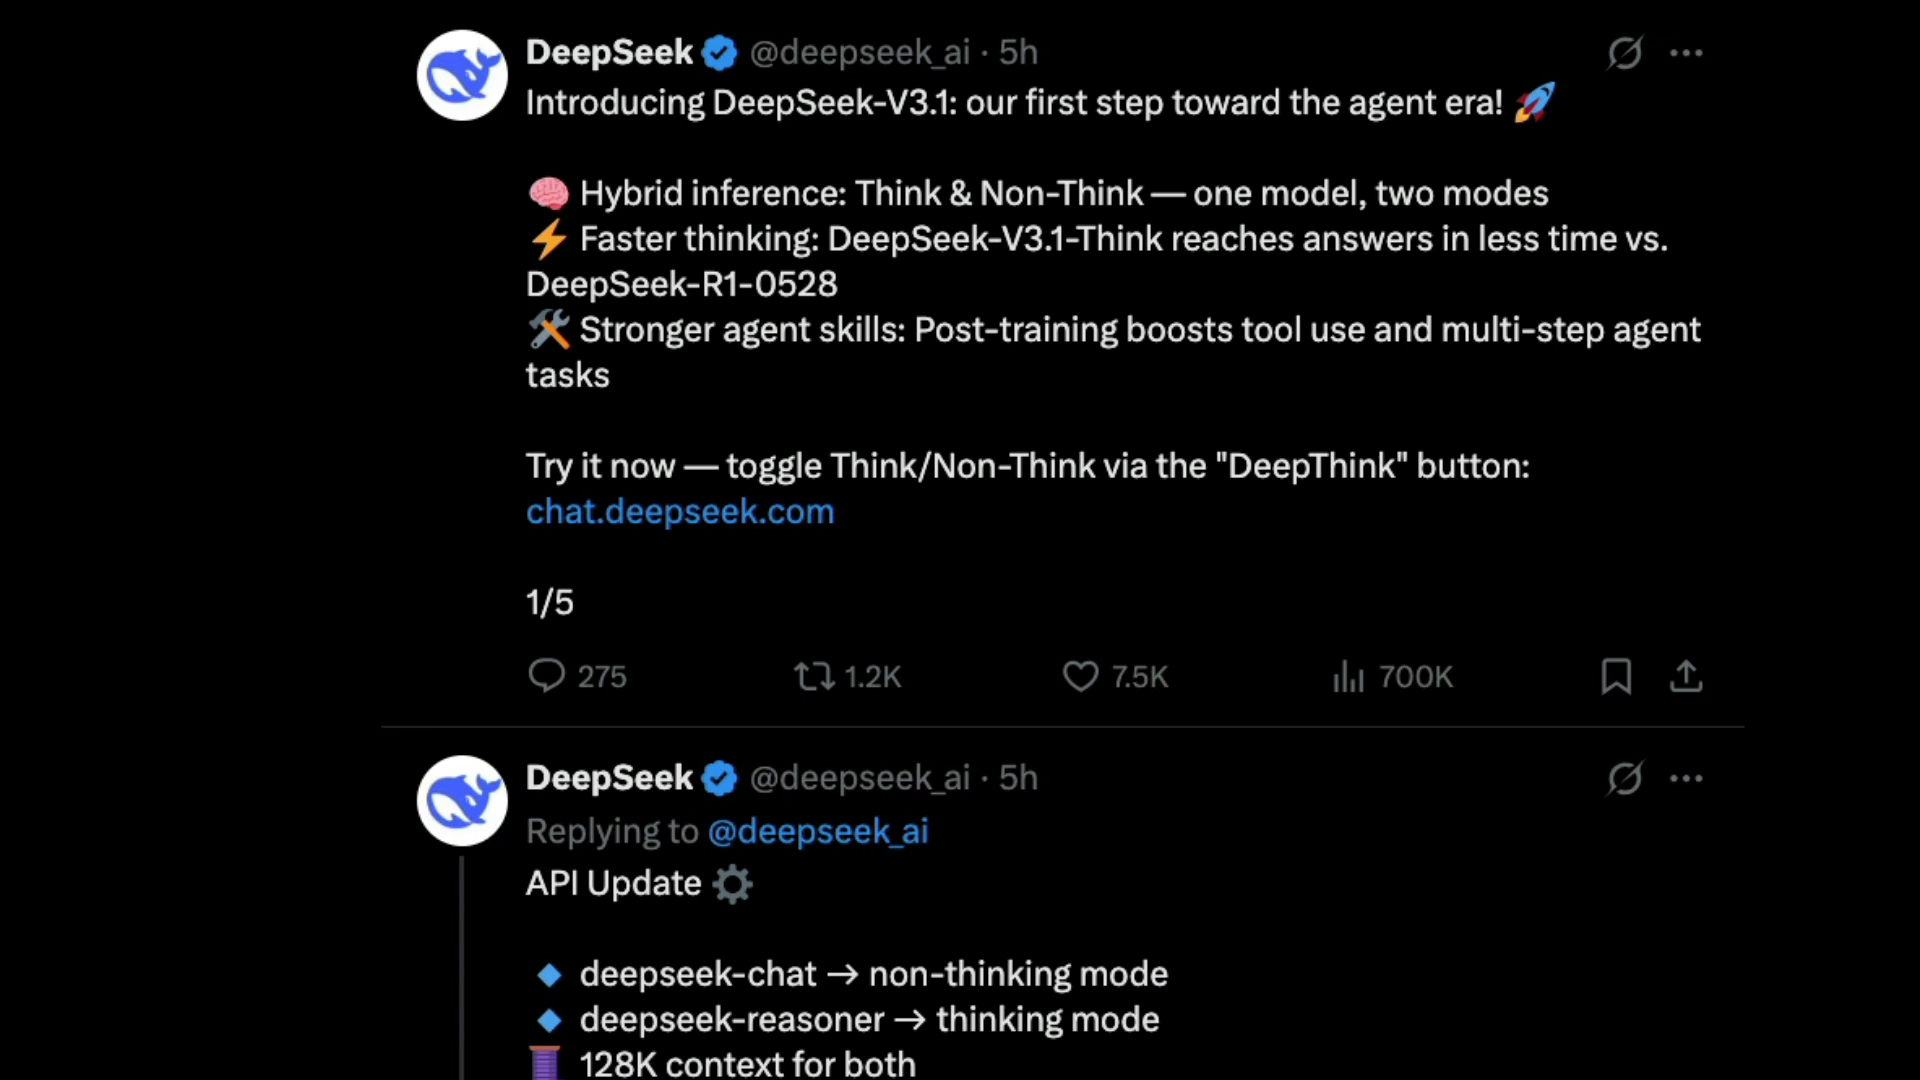 DeepSeek @deepseek_ai · 5h
Introducing DeepSeek-V3.1: our first step toward the agent era! 🚀
🧠 Hybrid inference: Think & Non-Think — one model, two modes
⚡ Faster thinking: DeepSeek-V3.1-Think reaches answers in less time vs.
DeepSeek-R1-0528
🛠️ Stronger agent skills: Post-training boosts tool use and multi-step agent
tasks
Try it now — toggle Think/Non-Think via the "DeepThink" button:
chat.deepseek.com
1/5
275 1.2K 7.5K 700K
DeepSeek @deepseek_ai · 5h
Replying to @deepseek_ai
API Update ⚙️
🔹 deepseek-chat → non-thinking mode
🔹 deepseek-reasoner → thinking mode
🧵 128K context for both